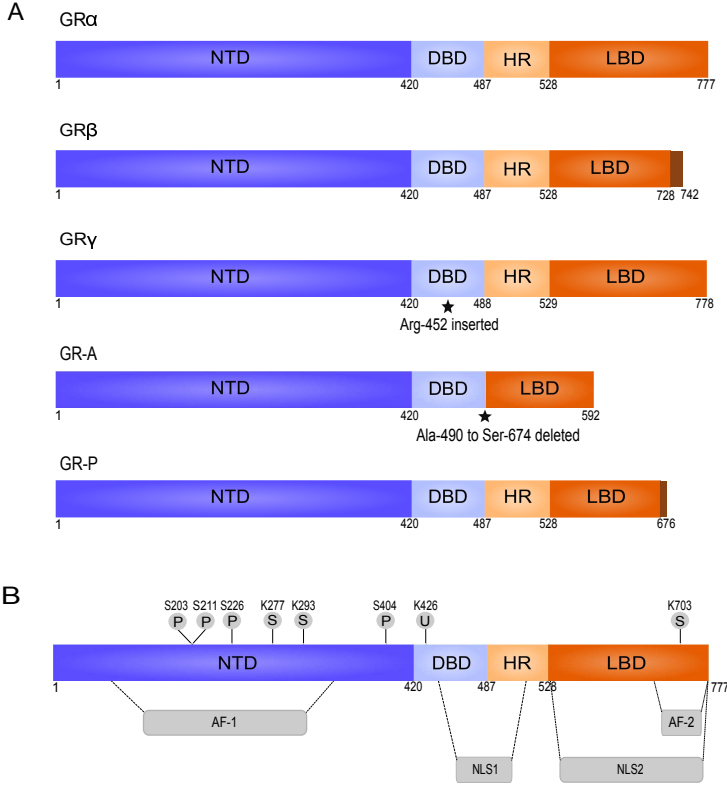 A
GRα
NTD DBD HR LBD
1 420 487 528 777
GRβ
NTD DBD HR LBD
1 420 487 528 728 742
GRγ
NTD DBD HR LBD
1 420 488 529 778
Arg-452 inserted
GR-A
NTD DBD LBD
1 420 592
Ala-490 to Ser-674 deleted
GR-P
NTD DBD HR LBD
1 420 487 528 676
B
S203 S211 S226 K277 K293 S404 K426 K703
P P P S S P U S
NTD DBD HR LBD
1 420 487 528 777
AF-1 AF-2
NLS1 NLS2